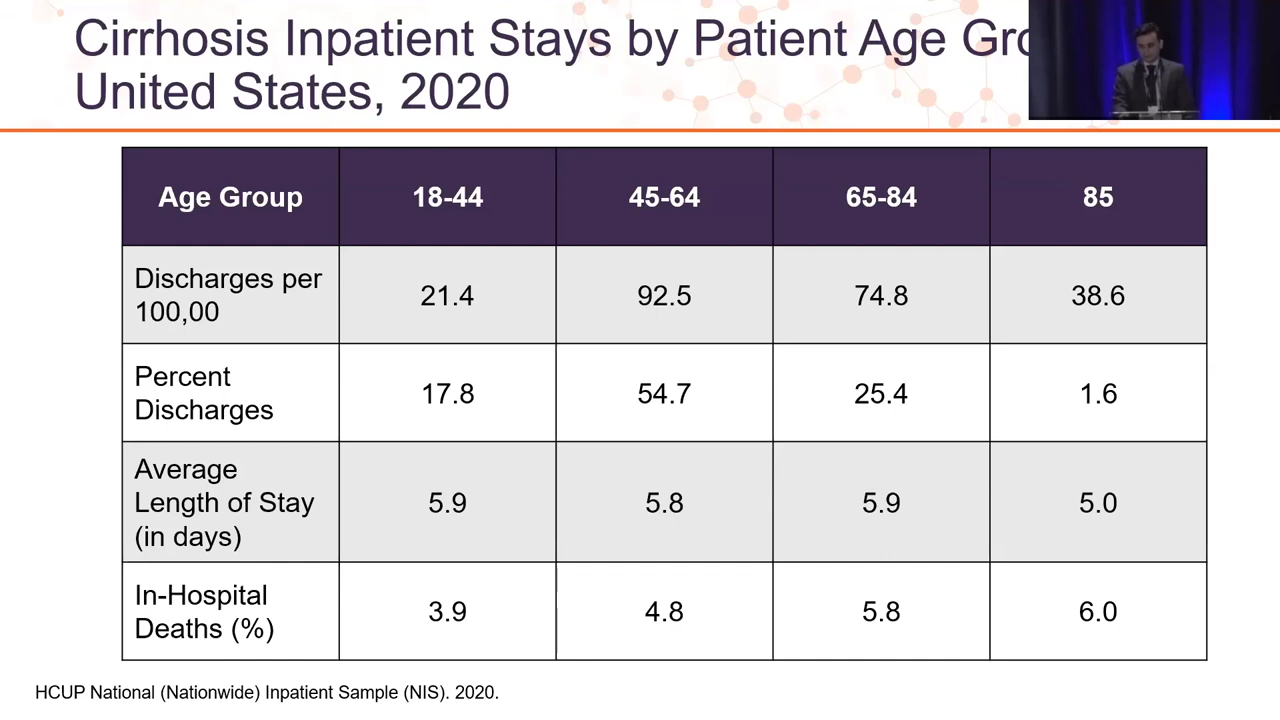 Cirrhosis Inpatient Stays by Patient Age
United States, 2020
Age Group 18-44 45-64 65-84 85
Discharges per
100,00 21.4 92.5 74.8 38.6
Percent
Discharges 17.8 54.7 25.4 1.6
Average
Length of Stay 5.9 5.8 5.9 5.0
(in days)
In-Hospital
Deaths (%) 3.9 4.8 5.8 6.0
HCUP National (Nationwide) Inpatient Sample (NIS). 2020.